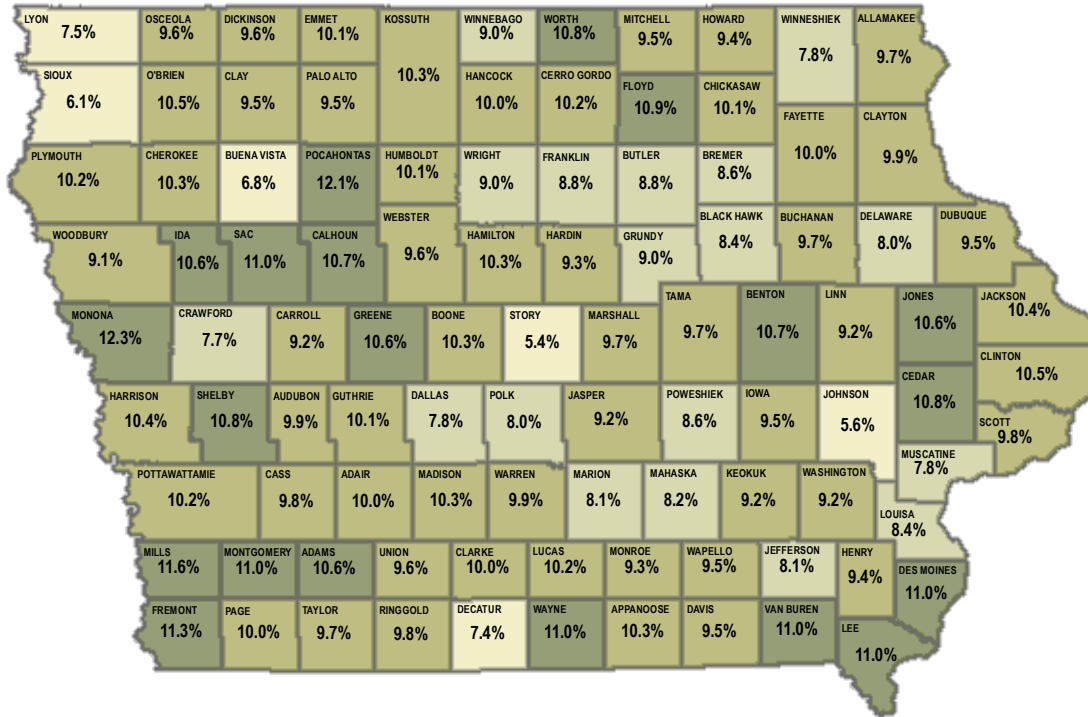 LYON
7.5%
OSCEOLA
9.6%
DICKINSON
9.6%
EMMET
10.1%
KOSSUTH
10.3%
WINNEBAGO
9.0%
WORTH
10.8%
MITCHELL
9.5%
HOWARD
9.4%
WINNESHIEK
7.8%
ALLAMAKEE
9.7%
SIOUX
6.1%
O'BRIEN
10.5%
CLAY
9.5%
PALO ALTO
9.5%
HANCOCK
10.0%
CERRO GORDO
10.2%
FLOYD
10.9%
CHICKASAW
10.1%
FAYETTE
10.0%
CLAYTON
9.9%
PLYMOUTH
10.2%
CHEROKEE
10.3%
BUENA VISTA
6.8%
POCAHONTAS
12.1%
HUMBOLDT
10.1%
WRIGHT
9.0%
FRANKLIN
8.8%
BUTLER
8.8%
BREMER
8.6%
WOODBURY
9.1%
IDA
10.6%
SAC
11.0%
CALHOUN
10.7%
WEBSTER
9.6%
HAMILTON
10.3%
HARDIN
9.3%
GRUNDY
9.0%
BLACK HAWK
8.4%
BUCHANAN
9.7%
DELAWARE
8.0%
DUBUQUE
9.5%
MONONA
12.3%
CRAWFORD
7.7%
CARROLL
9.2%
GREENE
10.6%
BOONE
10.3%
STORY
5.4%
MARSHALL
9.7%
TAMA
9.7%
BENTON
10.7%
LINN
9.2%
JONES
10.6%
JACKSON
10.4%
CLINTON
10.5%
CEDAR
10.8%
HARRISON
10.4%
SHELBY
10.8%
AUDUBON
9.9%
GUTHRIE
10.1%
DALLAS
7.8%
POLK
8.0%
JASPER
9.2%
POWESHIEK
8.6%
IOWA
9.5%
JOHNSON
5.6%
SCOTT
9.8%
MUSCATINE
7.8%
POTTAWATTAMIE
10.2%
CASS
9.8%
ADAIR
10.0%
MADISON
10.3%
WARREN
9.9%
MARION
8.1%
MAHASKA
8.2%
KEOKUK
9.2%
WASHINGTON
9.2%
LOUISA
8.4%
MILLS
11.6%
MONTGOMERY
11.0%
ADAMS
10.6%
UNION
9.6%
CLARKE
10.0%
LUCAS
10.2%
MONROE
9.3%
WAPELLO
9.5%
JEFFERSON
8.1%
HENRY
9.4%
DES MOINES
11.0%
FREMONT
11.3%
PAGE
10.0%
TAYLOR
9.7%
RINGGOLD
9.8%
DECATUR
7.4%
WAYNE
11.0%
APPANOOSE
10.3%
DAVIS
9.5%
VAN BUREN
11.0%
LEE
11.0%